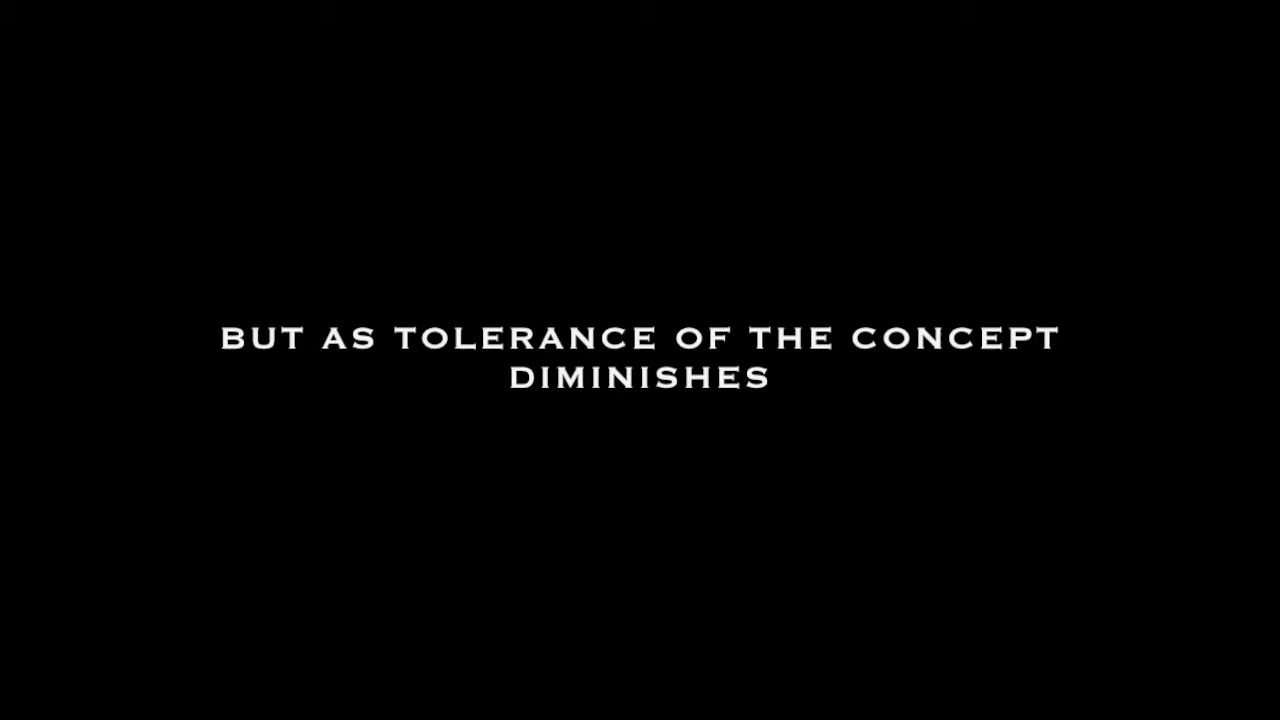 BUT AS TOLERANCE OF THE CONCEPT
DIMINISHES